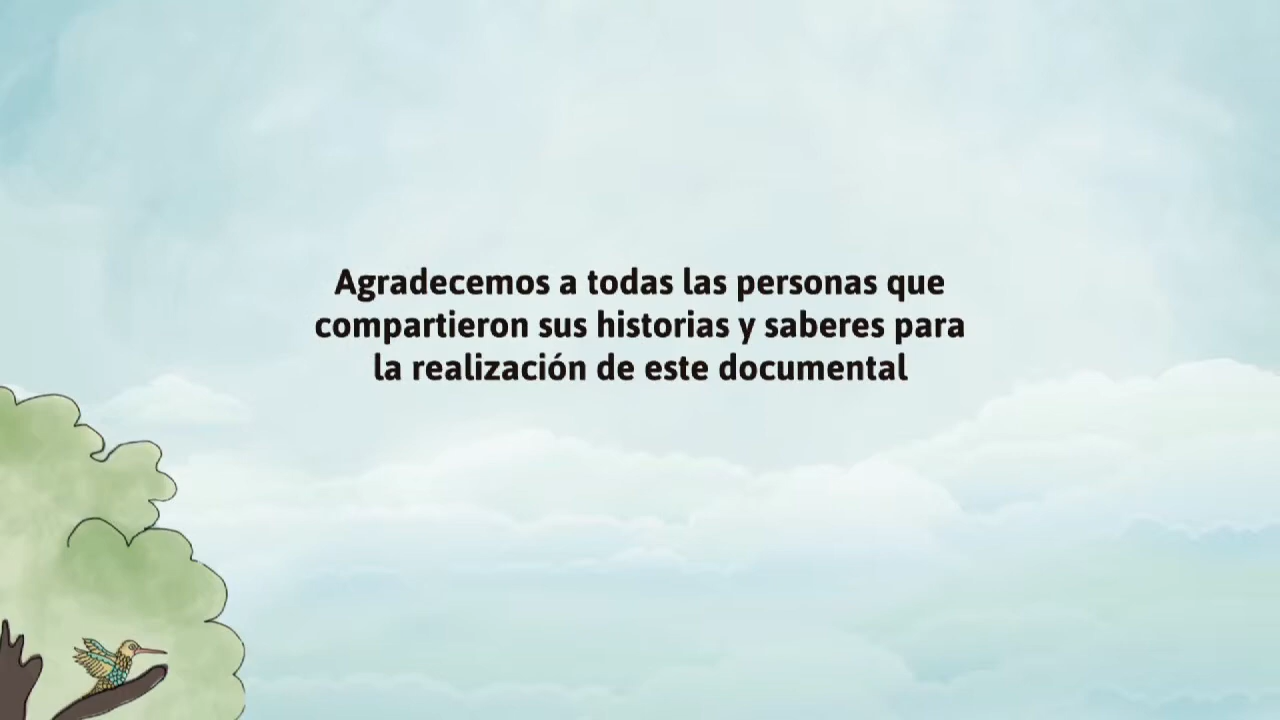 Agradecemos a todas las personas que
compartieron sus historias y saberes para
la realización de este documental